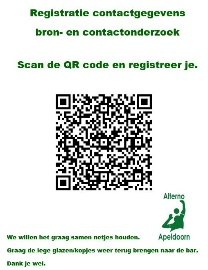 Registratie contactgegevens
bron- en contactonderzoek
Scan de QR code en registreer je.
Alterno
Apeldoorn
We willen het graag samen netjes houden.
Graag de lege glazen/kopjes weer terug brengen naar de bar.
Dank je wel.